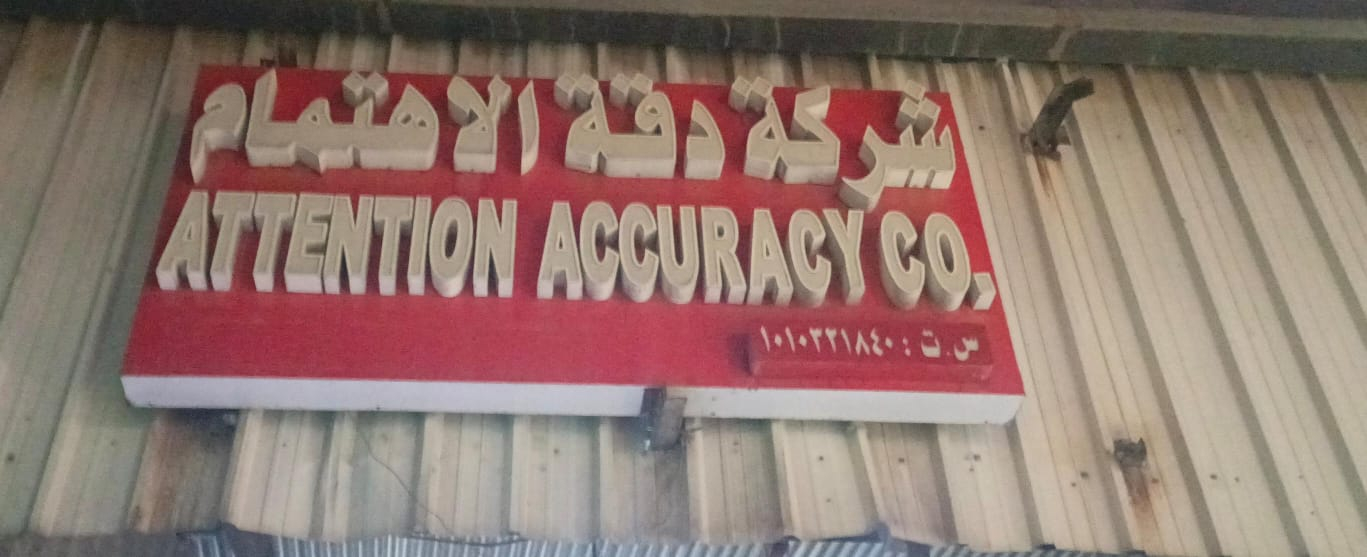 شركة دقة الاهتمام
ATTENTION ACCURACY CO.
س. ت : ١٠١٠٣٢١٨٤٠